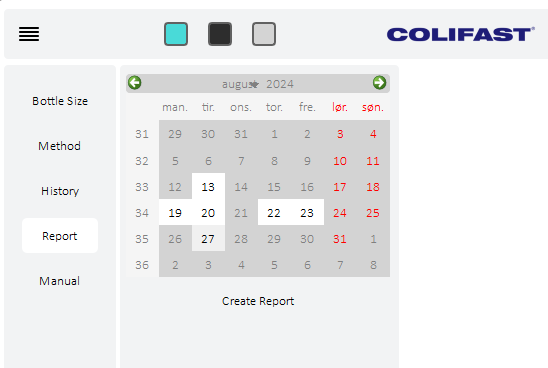 COLIFAST®
Bottle Size
Method
History
Report
Manual
august 2024
man. tir. ons. tor. fre. lør. søn.
31 29 30 31 1 2 3 4
32 5 6 7 8 9 10 11
33 12 13 14 15 16 17 18
34 19 20 21 22 23 24 25
35 26 27 28 29 30 31 1
36 2 3 4 5 6 7 8
Create Report